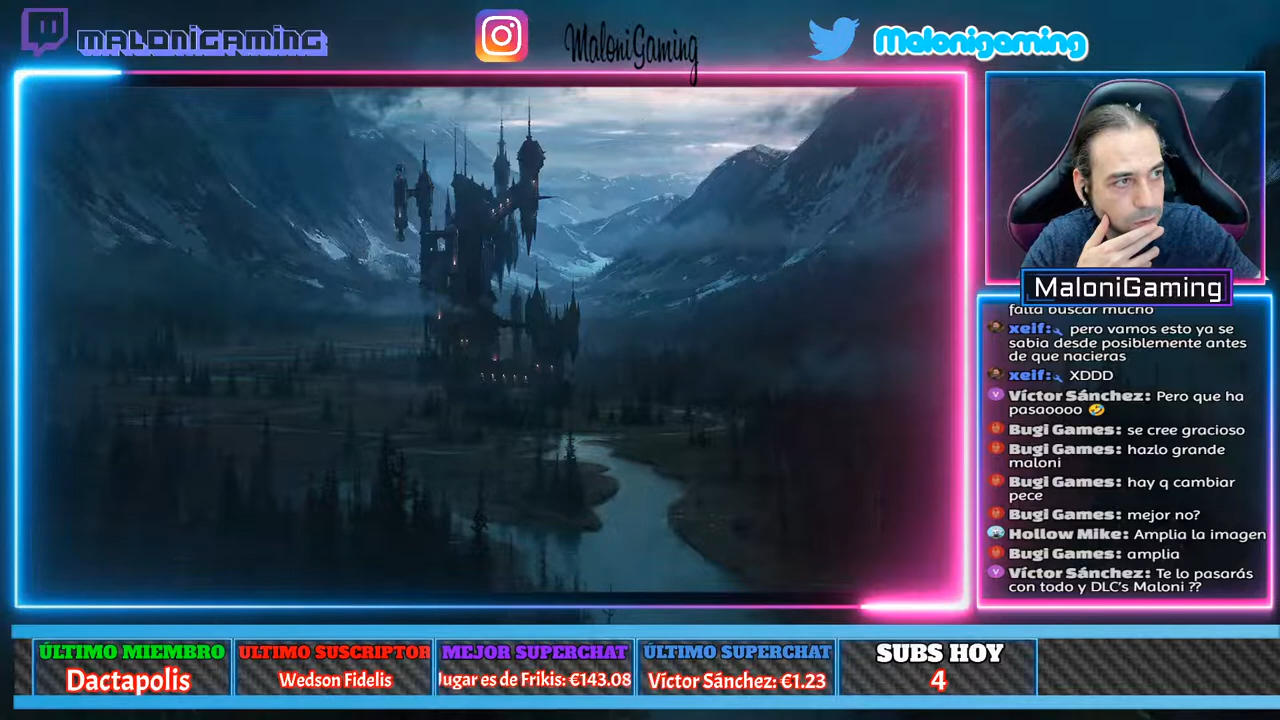 MALONIGAMING
MaloniGaming
Malonigaming
MaloniGaming
falta buscar mucho
xeif: pero vamos esto ya se
sabia desde posiblemente antes
de que nacieras
xeif: XDDD
Víctor Sánchez: Pero que ha
pasaoooo 🤣
Bugi Games: se cree gracioso
Bugi Games: hazlo grande
maloni
Bugi Games: hay q cambiar
pece
Bugi Games: mejor no?
Hollow Mike: Amplia la imagen
Bugi Games: amplia
Víctor Sánchez: Te lo pasarás
con todo y DLC's Maloni ??
ÚLTIMO MIEMBRO
Dactapolis
ULTIMO SUSCRIPTOR
Wedson Fidelis
MEJOR SUPERCHAT
Jugar es de Frikis: €143.08
ÚLTIMO SUPERCHAT
Víctor Sánchez: €1.23
SUBS HOY
4